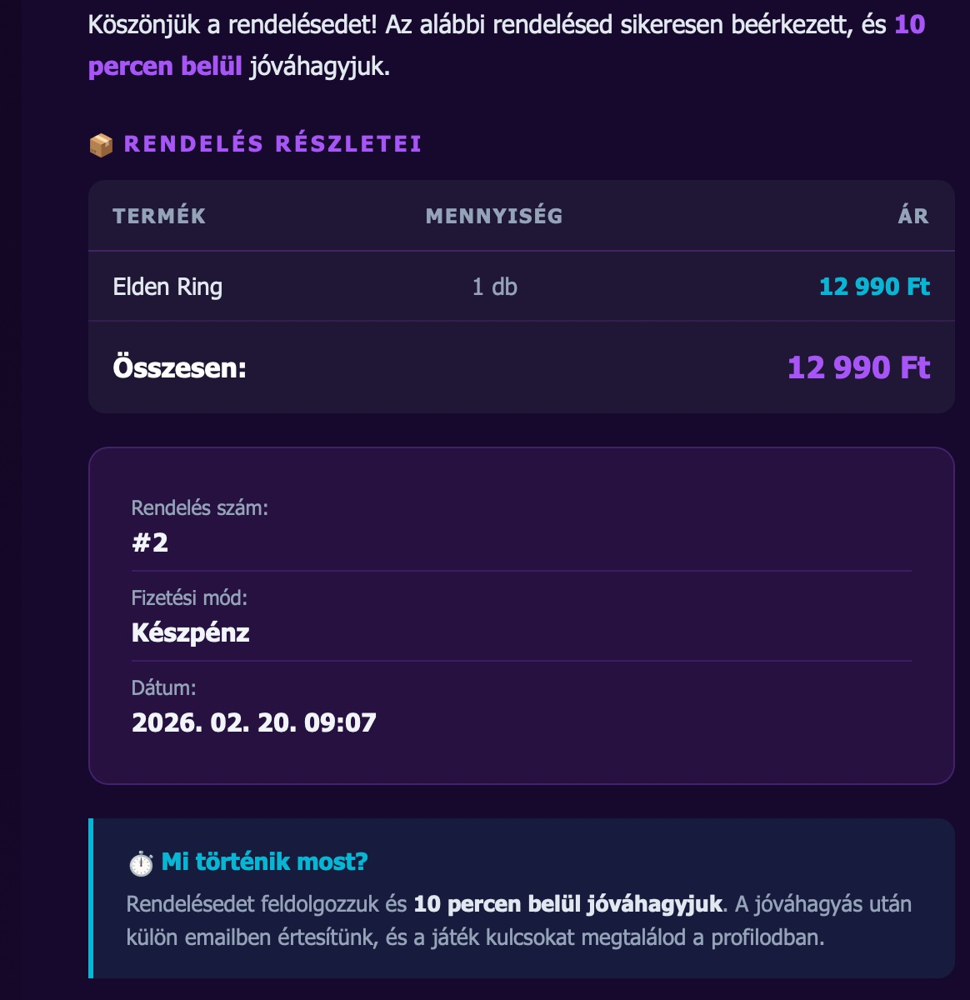 Köszönjük a rendelésedet! Az alábbi rendelésed sikeresen beérkezett, és 10
percen belül jóváhagyjuk.
📦 RENDELÉS RÉSZLETEI
TERMÉK MENNYISÉG ÁR
Elden Ring 1 db 12 990 Ft
Összesen: 12 990 Ft
Rendelés szám:
#2
Fizetési mód:
Készpénz
Dátum:
2026. 02. 20. 09:07
⏱️ Mi történik most?
Rendelésedet feldolgozzuk és 10 percen belül jóváhagyjuk. A jóváhagyás után
külön emailben értesítünk, és a játék kulcsokat megtalálod a profilodban.